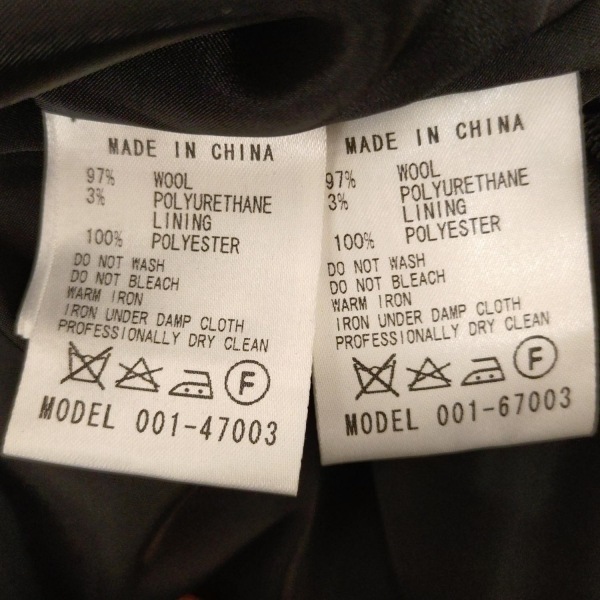 MADE IN CHINA
97% WOOL
3% POLYURETHANE
LINING
100% POLYESTER
DO NOT WASH
DO NOT BLEACH
WARM IRON
IRON UNDER DAMP CLOTH
PROFESSIONALLY DRY CLEAN
F
MODEL 001-47003
MADE IN CHINA
97% WOOL
3% POLYURETHANE
LINING
100% POLYESTER
DO NOT WASH
DO NOT BLEACH
WARM IRON
IRON UNDER DAMP CLOTH
PROFESSIONALLY DRY CLEAN
F
MODEL 001-67003